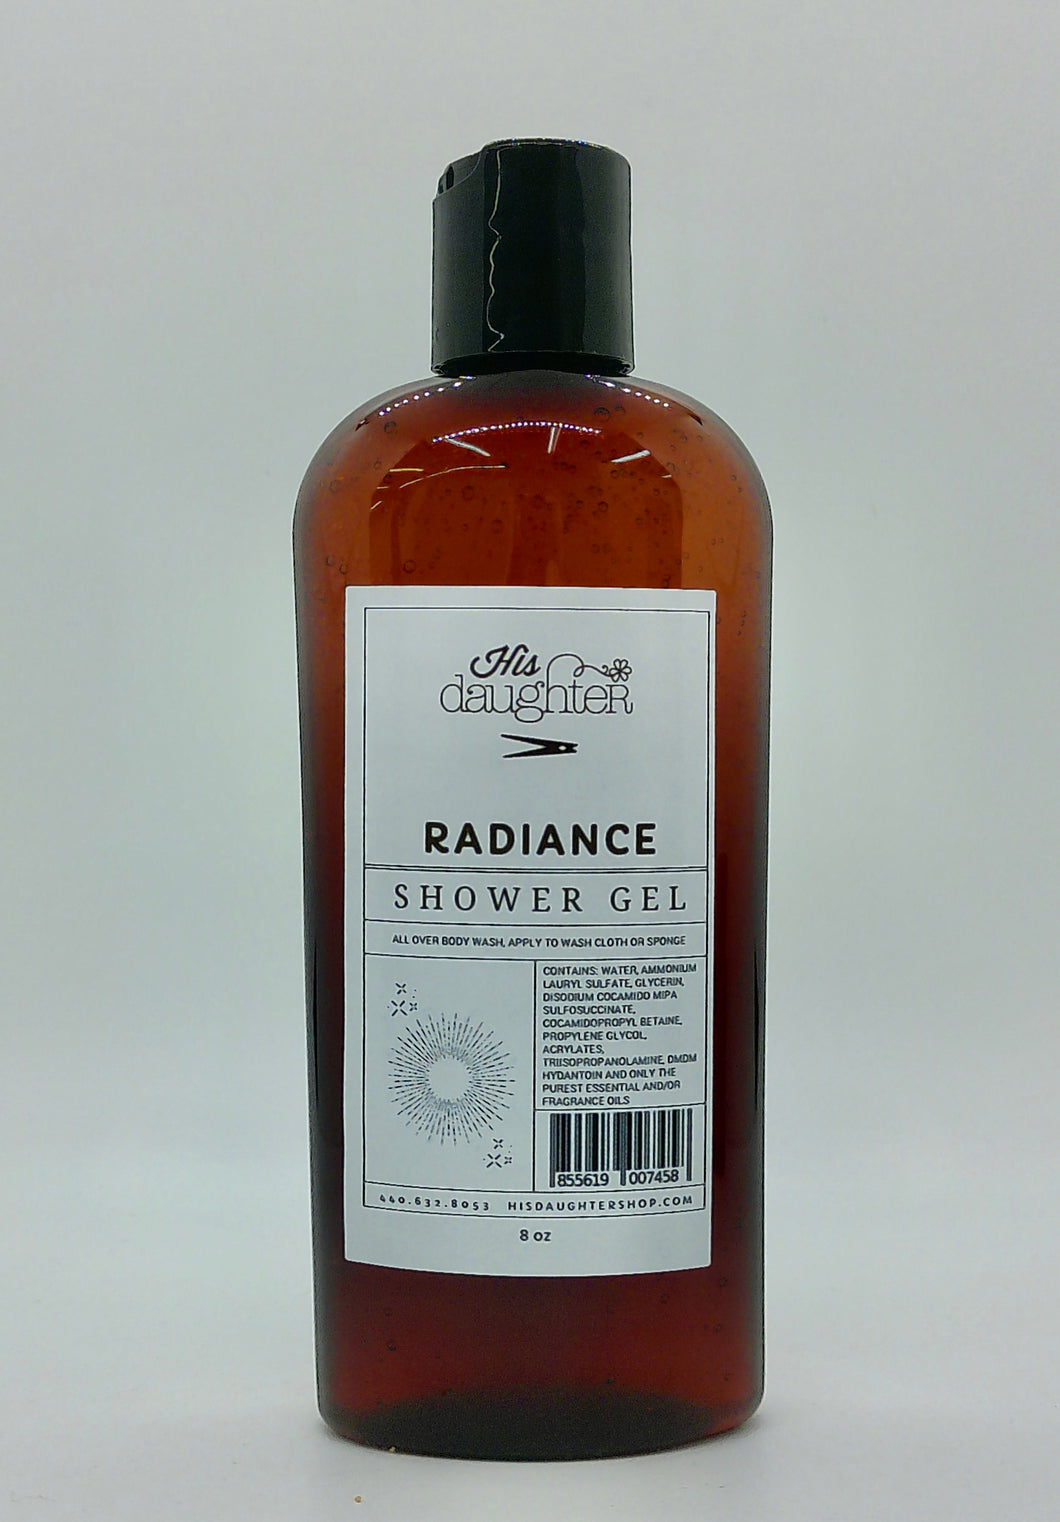 His
daughteR
RADIANCE
SHOWER GEL
ALL OVER BODY WASH, APPLY TO WASH CLOTH OR SPONGE
CONTAINS: WATER, AMMONIUM
LAURYL SULFATE, GLYCERIN,
DISODIUM COCAMIDO MIPA
SULFOSUCCINATE,
COCAMIDOPROPYL BETAINE,
PROPYLENE GLYCOL,
ACRYLATES,
TRIISOPROPANOLAMINE, DMDM
HYDANTOIN AND ONLY THE
PUREST ESSENTIAL AND/OR
FRAGRANCE OILS
855619 007458
440.632.8053 HISDAUGHTERSHOP.COM
8 oz